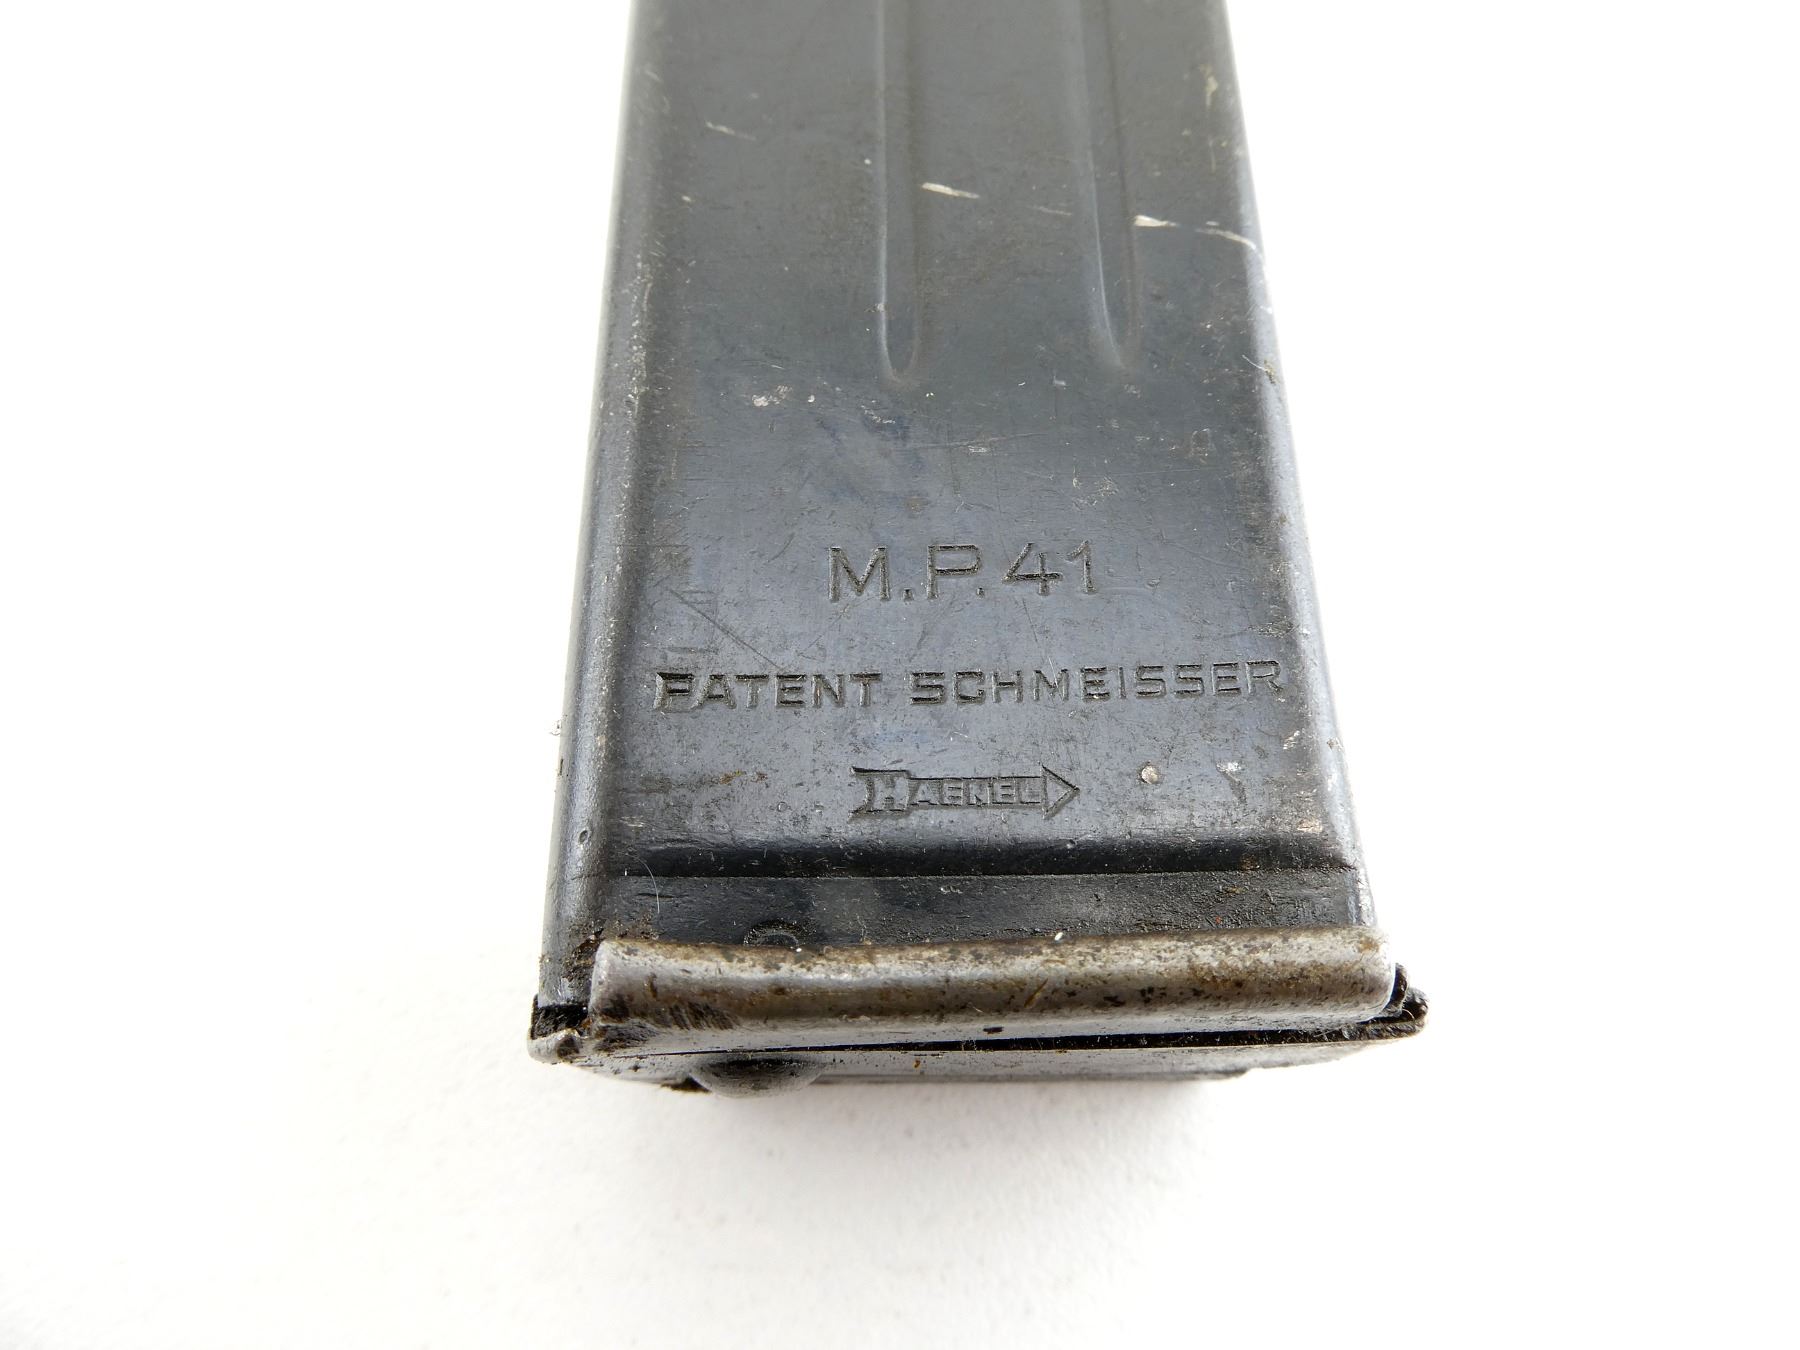 M.P.41
PATENT SCHMEISSER
HAENEL